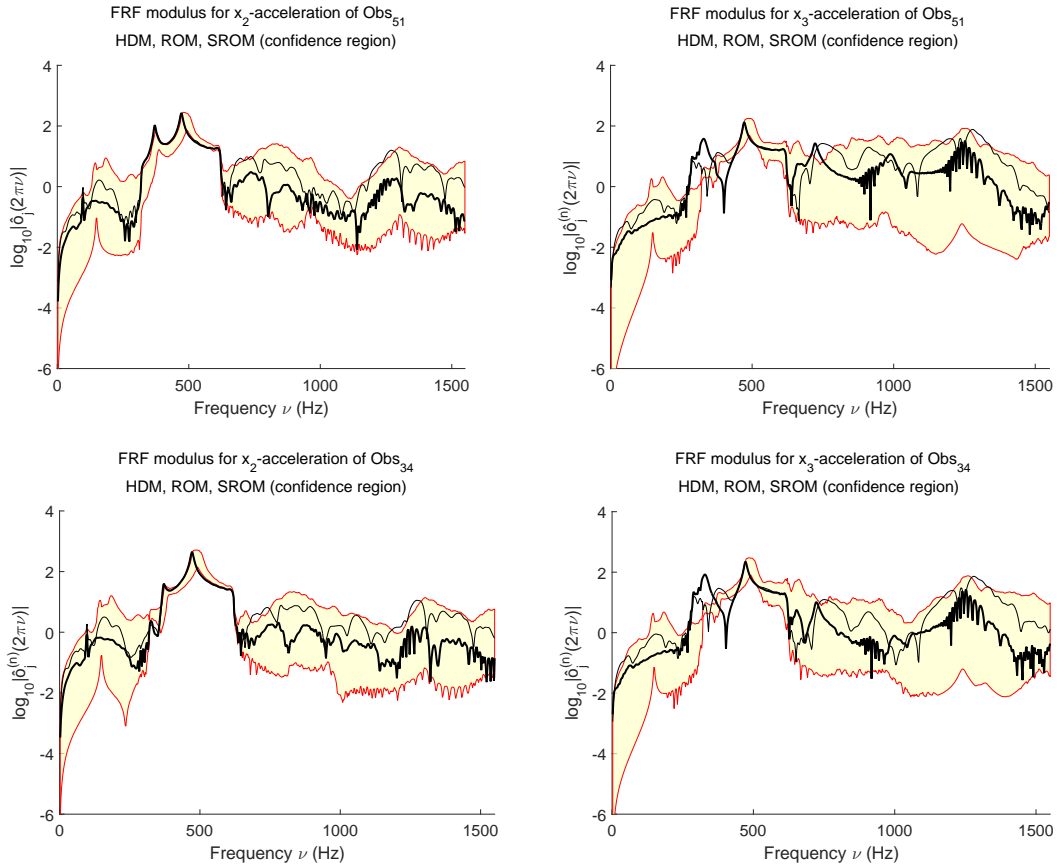 FRF modulus for x₂-acceleration of Obs₅₁
HDM, ROM, SROM (confidence region)
4
2
0
-2
-4
-6
log₁₀|ô_j(2πν)|
0
500
1000
1500
Frequency ν (Hz)
FRF modulus for x₃-acceleration of Obs₅₁
HDM, ROM, SROM (confidence region)
4
2
0
-2
-4
-6
log₁₀|ô_j⁽ⁿ⁾(2πν)|
0
500
1000
1500
Frequency ν (Hz)
FRF modulus for x₂-acceleration of Obs₃₄
HDM, ROM, SROM (confidence region)
4
2
0
-2
-4
-6
log₁₀|ô_j⁽ⁿ⁾(2πν)|
0
500
1000
1500
Frequency ν (Hz)
FRF modulus for x₃-acceleration of Obs₃₄
HDM, ROM, SROM (confidence region)
4
2
0
-2
-4
-6
log₁₀|ô_j⁽ⁿ⁾(2πν)|
0
500
1000
1500
Frequency ν (Hz)